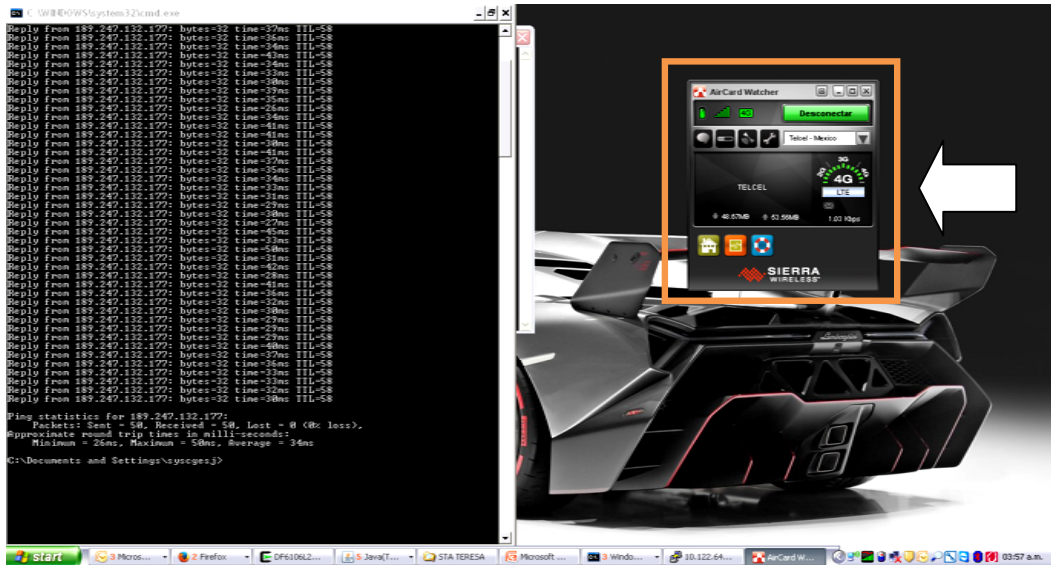 C:\WINDOWS\system32\cmd.exe
Reply from 189.247.132.177: bytes=32 time=37ms TTL=58
Reply from 189.247.132.177: bytes=32 time=36ms TTL=58
Reply from 189.247.132.177: bytes=32 time=34ms TTL=58
Reply from 189.247.132.177: bytes=32 time=43ms TTL=58
Reply from 189.247.132.177: bytes=32 time=34ms TTL=58
Reply from 189.247.132.177: bytes=32 time=33ms TTL=58
Reply from 189.247.132.177: bytes=32 time=30ms TTL=58
Reply from 189.247.132.177: bytes=32 time=39ms TTL=58
Reply from 189.247.132.177: bytes=32 time=35ms TTL=58
Reply from 189.247.132.177: bytes=32 time=26ms TTL=58
Reply from 189.247.132.177: bytes=32 time=34ms TTL=58
Reply from 189.247.132.177: bytes=32 time=41ms TTL=58
Reply from 189.247.132.177: bytes=32 time=41ms TTL=58
Reply from 189.247.132.177: bytes=32 time=30ms TTL=58
Reply from 189.247.132.177: bytes=32 time=41ms TTL=58
Reply from 189.247.132.177: bytes=32 time=37ms TTL=58
Reply from 189.247.132.177: bytes=32 time=35ms TTL=58
Reply from 189.247.132.177: bytes=32 time=34ms TTL=58
Reply from 189.247.132.177: bytes=32 time=33ms TTL=58
Reply from 189.247.132.177: bytes=32 time=31ms TTL=58
Reply from 189.247.132.177: bytes=32 time=29ms TTL=58
Reply from 189.247.132.177: bytes=32 time=30ms TTL=58
Reply from 189.247.132.177: bytes=32 time=27ms TTL=58
Reply from 189.247.132.177: bytes=32 time=45ms TTL=58
Reply from 189.247.132.177: bytes=32 time=33ms TTL=58
Reply from 189.247.132.177: bytes=32 time=50ms TTL=58
Reply from 189.247.132.177: bytes=32 time=31ms TTL=58
Reply from 189.247.132.177: bytes=32 time=42ms TTL=58
Reply from 189.247.132.177: bytes=32 time=28ms TTL=58
Reply from 189.247.132.177: bytes=32 time=41ms TTL=58
Reply from 189.247.132.177: bytes=32 time=36ms TTL=58
Reply from 189.247.132.177: bytes=32 time=32ms TTL=58
Reply from 189.247.132.177: bytes=32 time=30ms TTL=58
Reply from 189.247.132.177: bytes=32 time=29ms TTL=58
Reply from 189.247.132.177: bytes=32 time=29ms TTL=58
Reply from 189.247.132.177: bytes=32 time=29ms TTL=58
Reply from 189.247.132.177: bytes=32 time=40ms TTL=58
Reply from 189.247.132.177: bytes=32 time=37ms TTL=58
Reply from 189.247.132.177: bytes=32 time=36ms TTL=58
Reply from 189.247.132.177: bytes=32 time=33ms TTL=58
Reply from 189.247.132.177: bytes=32 time=33ms TTL=58
Reply from 189.247.132.177: bytes=32 time=33ms TTL=58
Reply from 189.247.132.177: bytes=32 time=32ms TTL=58
Reply from 189.247.132.177: bytes=32 time=30ms TTL=58
Ping statistics for 189.247.132.177:
Packets: Sent = 50, Received = 50, Lost = 0 (0% loss),
Approximate round trip times in milli-seconds:
Minimum = 26ms, Maximum = 50ms, Average = 34ms
C:\Documents and Settings\syscgesj>
AirCard Watcher
4G Desconectar
Telcel - Mexico
2G 3G 4G
4G
TELCEL
LTE
48.67MB 53.56MB 1.03 Kbps
SIERRA
WIRELESS
Lamborghini
start 3 Micros... 2 Firefox DF6106L2... 5 Java(T... STA TERESA Microsoft ... 3 Windo... 10.122.64... AirCard W... 03:57 a.m.